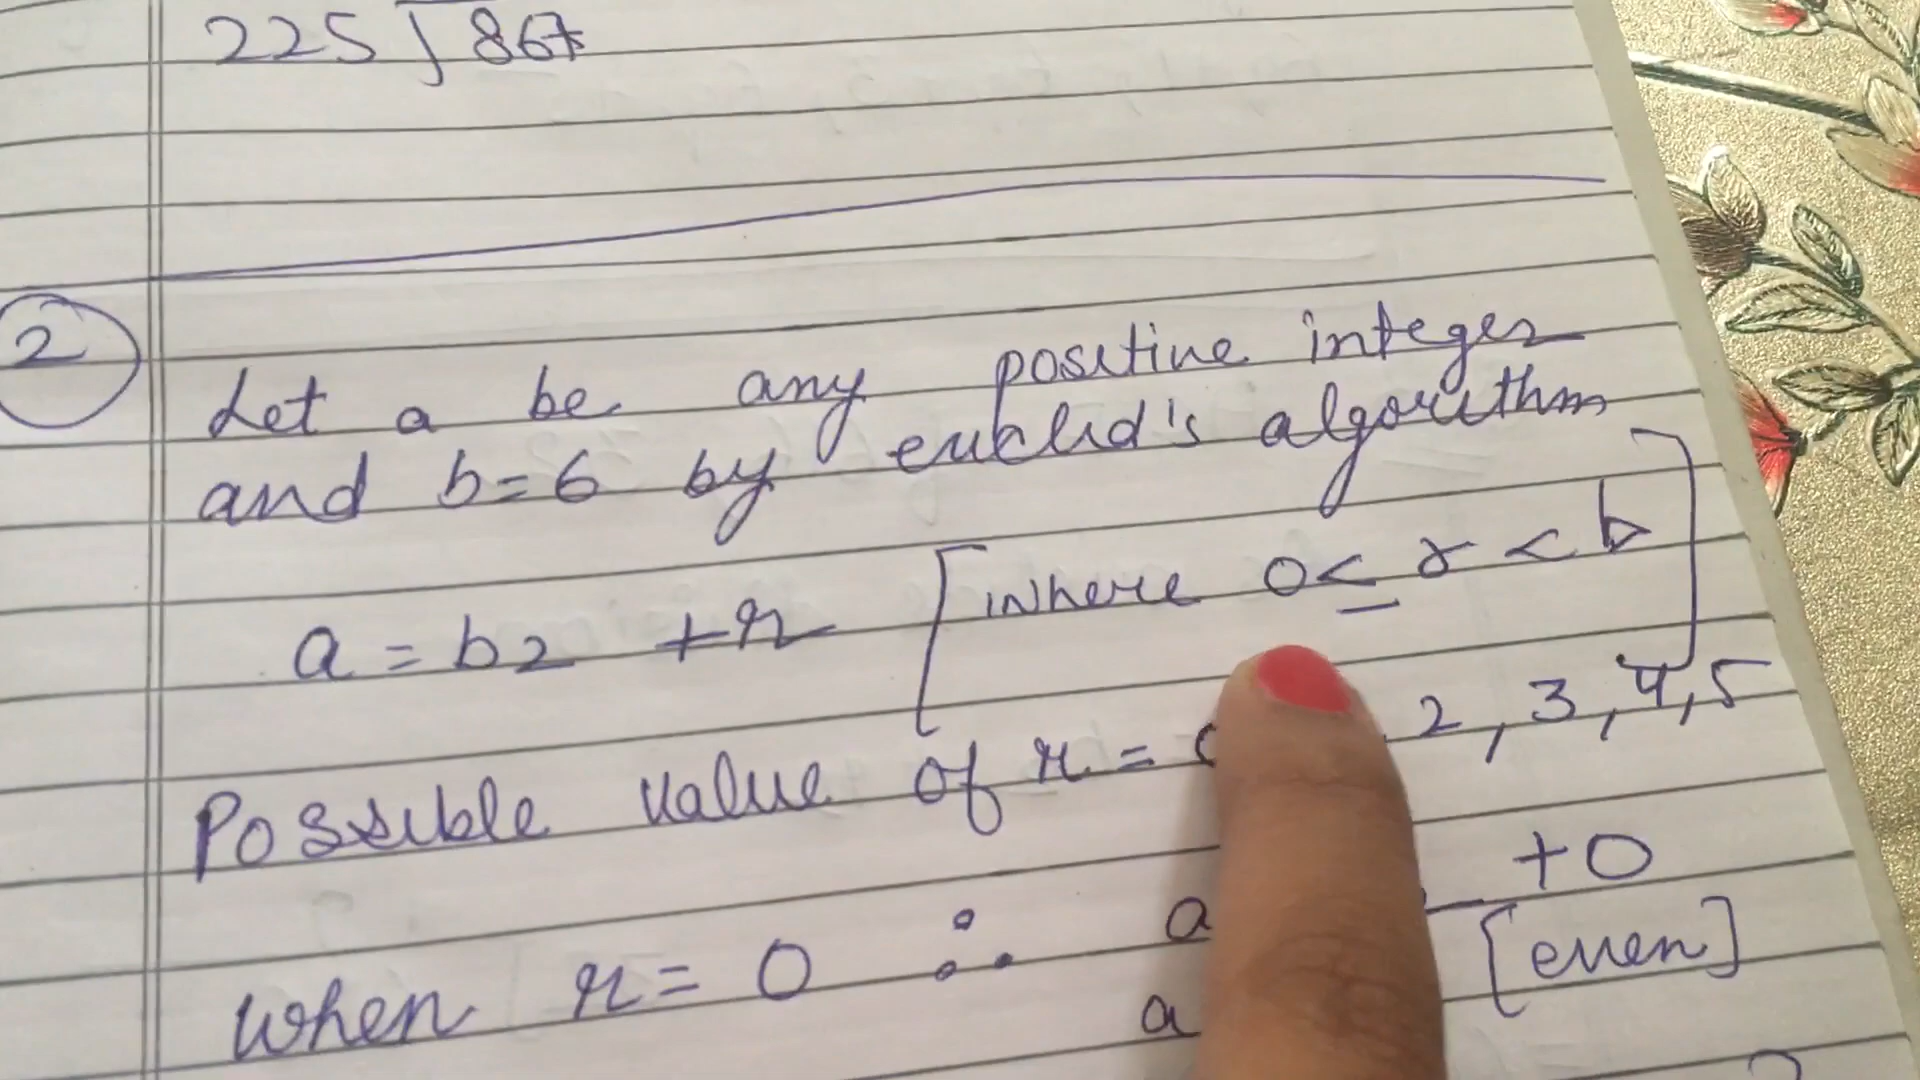 225 ) 867
2
Let a be any positive integer
and b=6 by euclid's algorithm
a = b2 + r [where 0 ≤ r < b]
Possible value of r = 2, 3, 4, 5
when r = 0 ∴ a + 0
a [even]